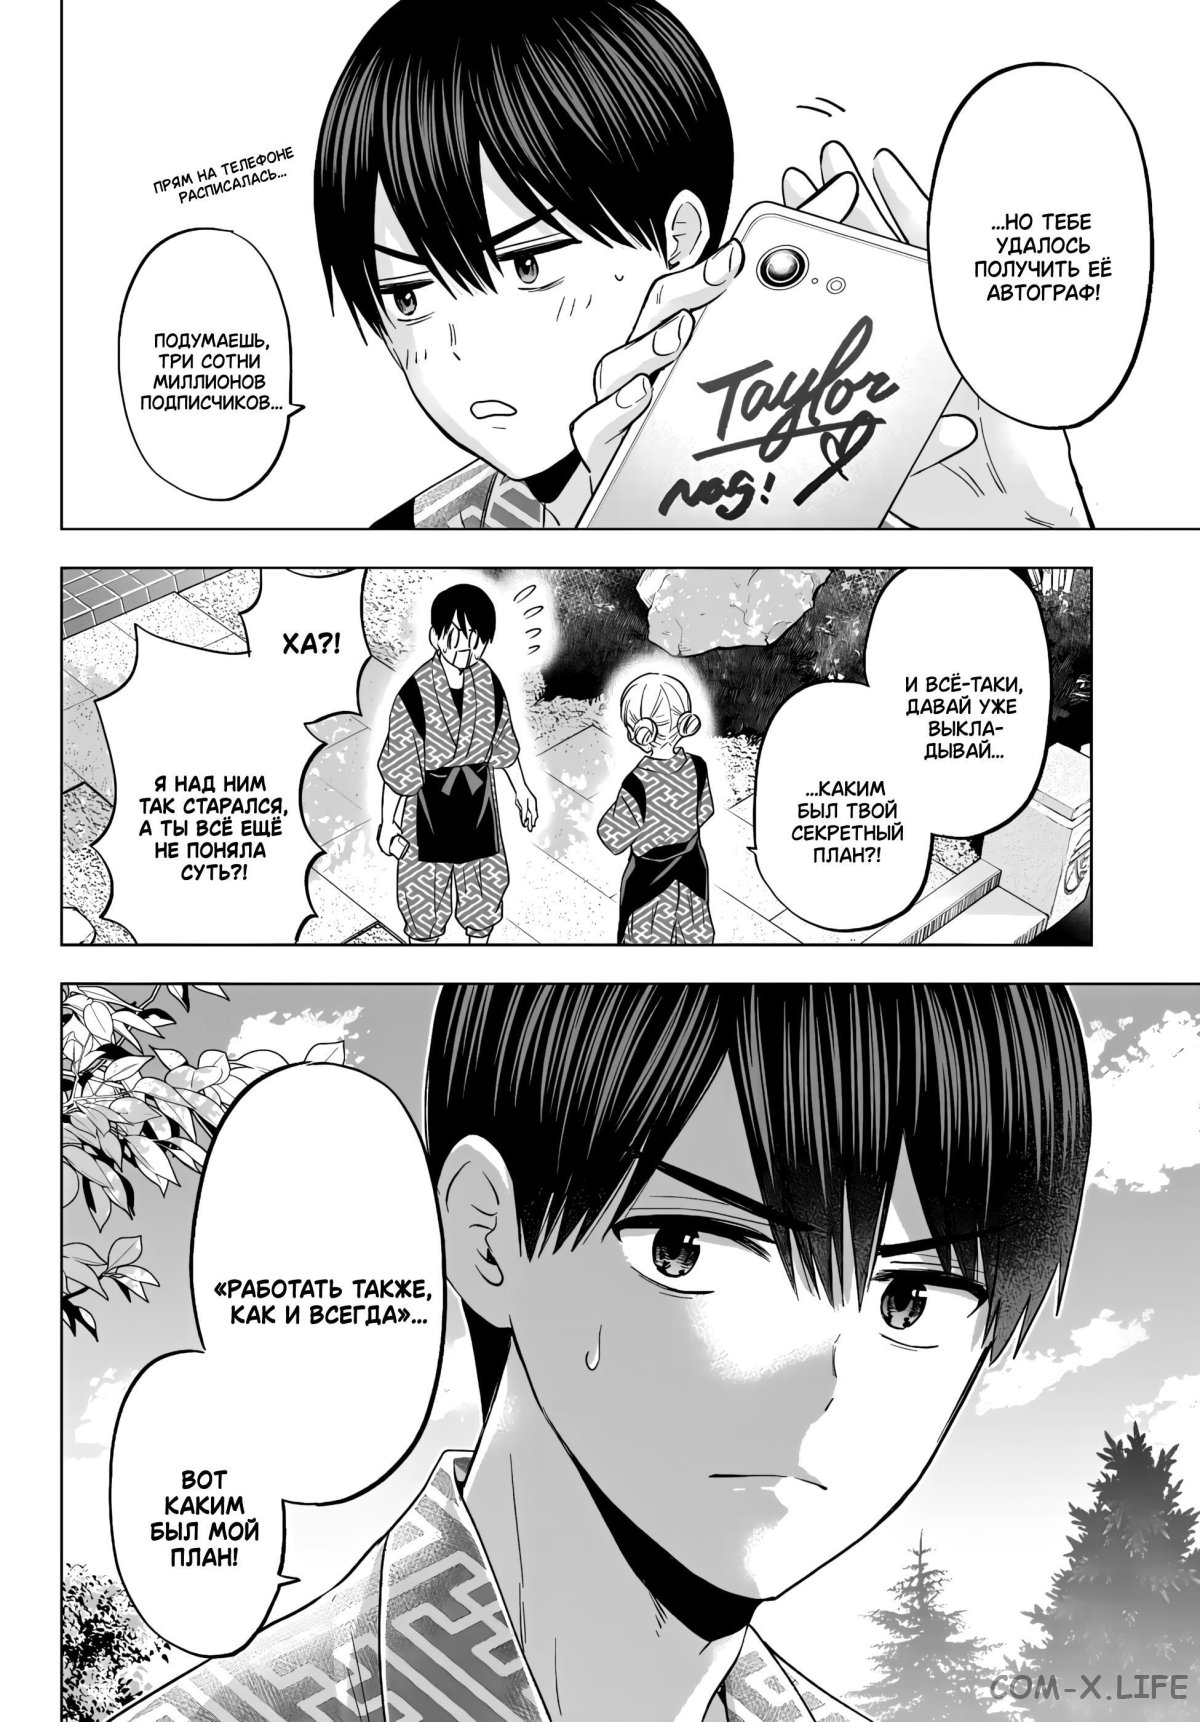 ...НО ТЕБЕ
УДАЛОСЬ
ПОЛУЧИТЬ ЕЁ
АВТОГРАФ!
Taylor
Nag!
ПРЯМ НА ТЕЛЕФОНЕ
РАСПИСАЛАСЬ...
ПОДУМАЕШЬ,
ТРИ СОТНИ
МИЛЛИОНОВ
ПОДПИСЧИКОВ...
И ВСЁ-ТАКИ,
ДАВАЙ УЖЕ
ВЫКЛА-
ДЫВАЙ...
...КАКИМ
БЫЛ ТВОЙ
СЕКРЕТНЫЙ
ПЛАН?!
ХА?!
Я НАД НИМ
ТАК СТАРАЛСЯ,
А ТЫ ВСЁ ЕЩЁ
НЕ ПОНЯЛА
СУТЬ?!
«РАБОТАТЬ ТАКЖЕ,
КАК И ВСЕГДА»...
ВОТ
КАКИМ
БЫЛ МОЙ
ПЛАН!
COM-X.LIFE